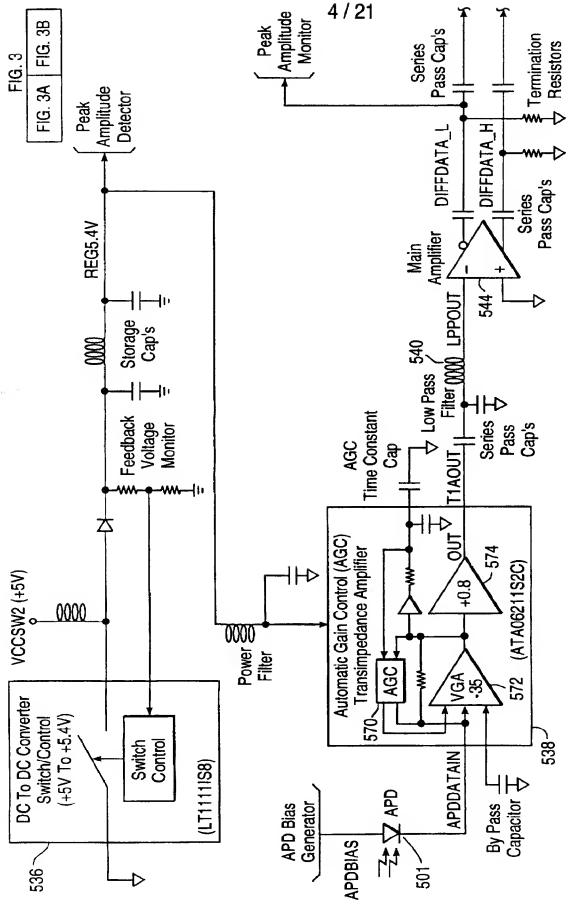 4 / 21
FIG. 3
FIG. 3A
FIG. 3B
DC To DC Converter
Switch/Control
(+5V To +5.4V)
Switch
Control
(LT1111IS8)
536
VCCSW2 (+5V)
Feedback
Voltage
Monitor
Storage
Cap's
REG5.4V
Peak
Amplitude
Detector
Power
Filter
Peak
Amplitude
Monitor
APD Bias
Generator
APDBIAS
APD
501
APDDATAIN
By Pass
Capacitor
538
Automatic Gain Control (AGC)
Transimpedance Amplifier
AGC
570
VGA
-35
572
+0.8
574
OUT
(ATA06211S2C)
AGC
Time Constant
Cap
T1AOUT
Series
Pass
Cap's
Low Pass
Filter
540
LPPOUT
Main
Amplifier
-
+
544
DIFFDATA_L
DIFFDATA_H
Series
Pass Cap's
Series
Pass Cap's
Termination
Resistors